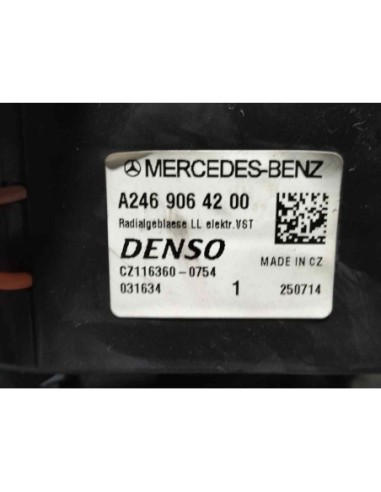 MERCEDES-BENZ
A246 906 42 00
Radialgeblaese LL elektr.VST
DENSO
CZ116360-0754
MADE IN CZ
031634 1 250714